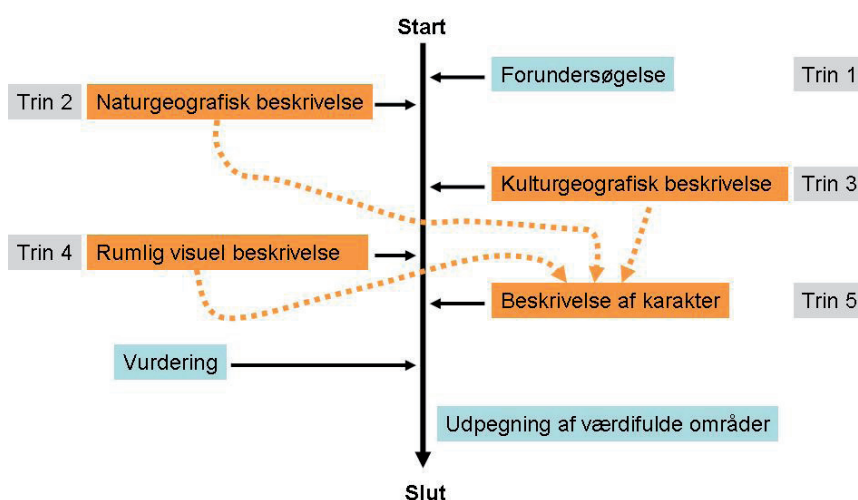 Start
Forundersøgelse
Trin 1
Trin 2
Naturgeografisk beskrivelse
Kulturgeografisk beskrivelse
Trin 3
Trin 4
Rumlig visuel beskrivelse
Beskrivelse af karakter
Trin 5
Vurdering
Udpegning af værdifulde områder
Slut